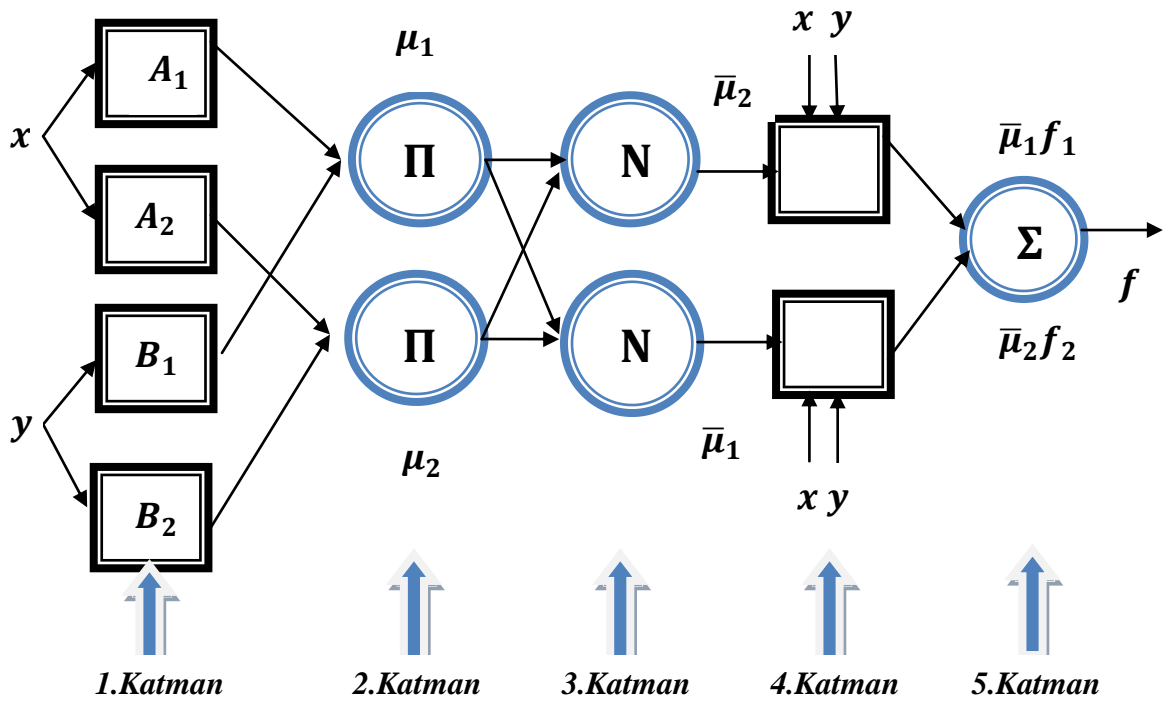 x y
μ₁
A₁
μ̄₂
x
μ̄₁f₁
Π
N
A₂
Σ
f
B₁
Π
N
μ̄₂f₂
y
μ̄₁
μ₂
x y
B₂
1.Katman 2.Katman 3.Katman 4.Katman 5.Katman